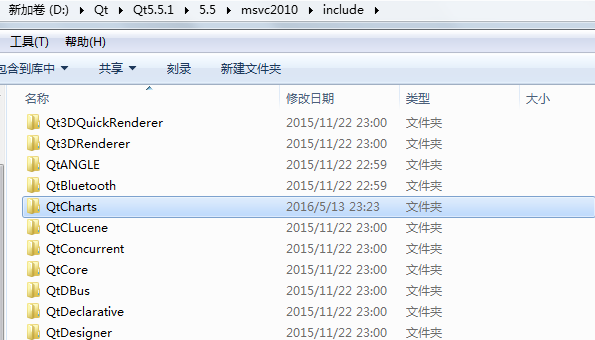 新加卷 (D:) Qt Qt5.5.1 5.5 msvc2010 include
工具(T) 帮助(H)
包含到库中 共享 刻录 新建文件夹
名称 修改日期 类型 大小
Qt3DQuickRenderer 2015/11/22 23:00 文件夹
Qt3DRenderer 2015/11/22 23:00 文件夹
QtANGLE 2015/11/22 22:59 文件夹
QtBluetooth 2015/11/22 22:59 文件夹
QtCharts 2016/5/13 23:23 文件夹
QtCLucene 2015/11/22 23:00 文件夹
QtConcurrent 2015/11/22 23:00 文件夹
QtCore 2015/11/22 23:00 文件夹
QtDBus 2015/11/22 23:00 文件夹
QtDeclarative 2015/11/22 23:00 文件夹
QtDesigner 2015/11/22 23:00 文件夹